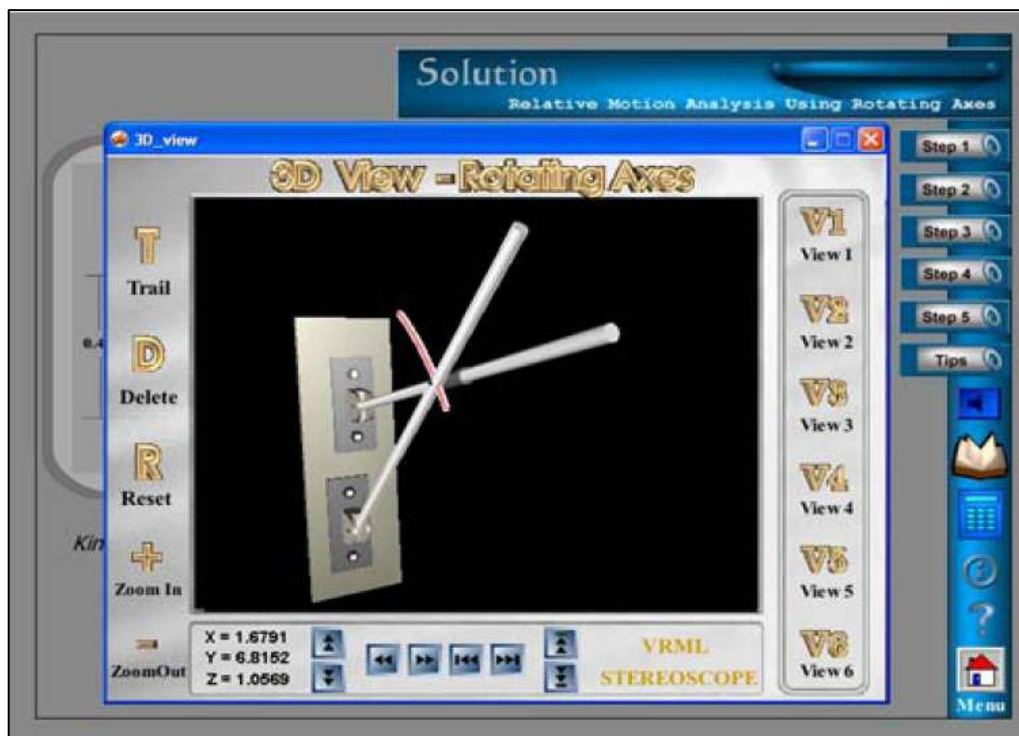 Solution
Relative Motion Analysis Using Rotating Axes
3D_view
3D View - Rotating Axes
T
Trail
D
Delete
R
Reset
Zoom In
ZoomOut
V1
View 1
V2
View 2
V3
View 3
V4
View 4
V5
View 5
V6
View 6
X = 1.6791
Y = 6.8152
Z = 1.0569
VRML
STEREOSCOPE
Step 1
Step 2
Step 3
Step 4
Step 5
Tips
?
Menu
0.4
Kin